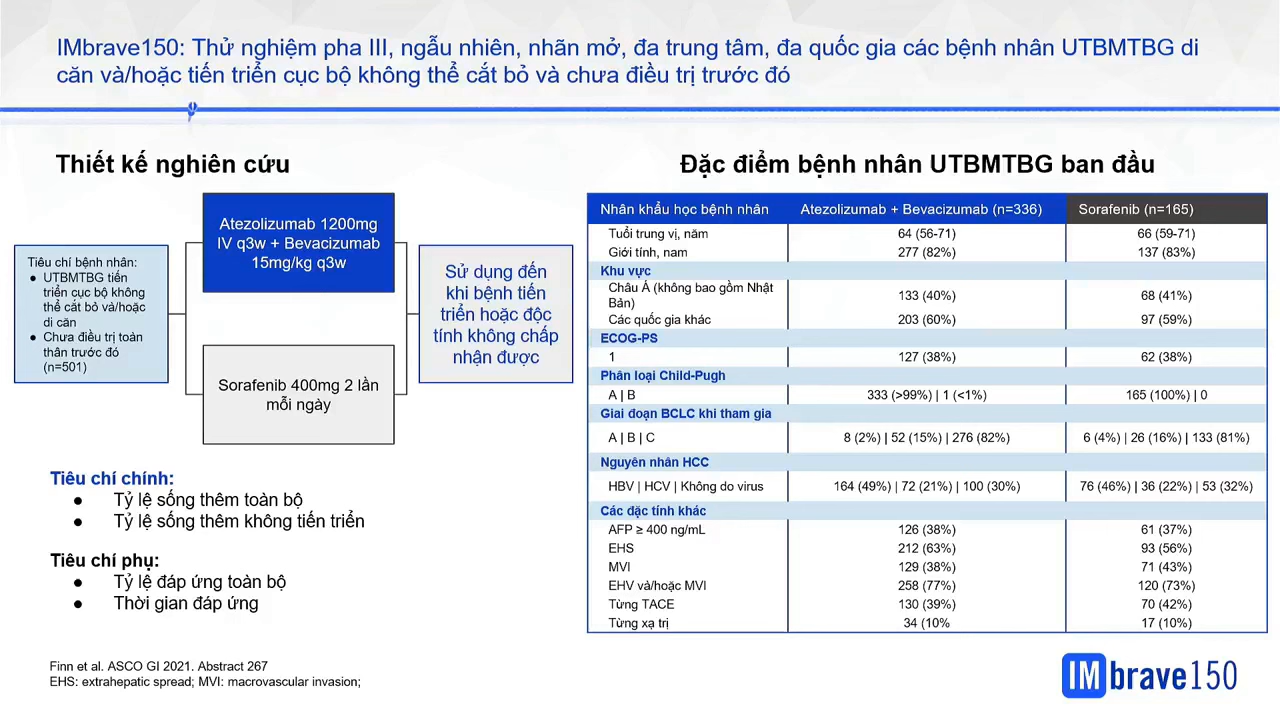 IMbrave150: Thử nghiệm pha III, ngẫu nhiên, nhãn mở, đa trung tâm, đa quốc gia các bệnh nhân UTBMTBG di
căn và/hoặc tiến triển cục bộ không thể cắt bỏ và chưa điều trị trước đó
Thiết kế nghiên cứu
Tiêu chí bệnh nhân:
● UTBMTBG tiến
triển cục bộ không
thể cắt bỏ và/hoặc
di căn
● Chưa điều trị toàn
thân trước đó
(n=501)
Atezolizumab 1200mg
IV q3w + Bevacizumab
15mg/kg q3w
Sorafenib 400mg 2 lần
mỗi ngày
Sử dụng đến
khi bệnh tiến
triển hoặc độc
tính không chấp
nhận được
Tiêu chí chính:
● Tỷ lệ sống thêm toàn bộ
● Tỷ lệ sống thêm không tiến triển
Tiêu chí phụ:
● Tỷ lệ đáp ứng toàn bộ
● Thời gian đáp ứng
Đặc điểm bệnh nhân UTBMTBG ban đầu
Nhân khẩu học bệnh nhân Atezolizumab + Bevacizumab (n=336) Sorafenib (n=165)
Tuổi trung vị, năm 64 (56-71) 66 (59-71)
Giới tính, nam 277 (82%) 137 (83%)
Khu vực
Châu Á (không bao gồm Nhật
Bản) 133 (40%) 68 (41%)
Các quốc gia khác 203 (60%) 97 (59%)
ECOG-PS
1 127 (38%) 62 (38%)
Phân loại Child-Pugh
A | B 333 (>99%) | 1 (<1%) 165 (100%) | 0
Giai đoạn BCLC khi tham gia
A | B | C 8 (2%) | 52 (15%) | 276 (82%) 6 (4%) | 26 (16%) | 133 (81%)
Nguyên nhân HCC
HBV | HCV | Không do virus 164 (49%) | 72 (21%) | 100 (30%) 76 (46%) | 36 (22%) | 53 (32%)
Các đặc tính khác
AFP ≥ 400 ng/mL 126 (38%) 61 (37%)
EHS 212 (63%) 93 (56%)
MVI 129 (38%) 71 (43%)
EHV và/hoặc MVI 258 (77%) 120 (73%)
Từng TACE 130 (39%) 70 (42%)
Từng xạ trị 34 (10% 17 (10%)
Finn et al. ASCO GI 2021. Abstract 267
EHS: extrahepatic spread; MVI: macrovascular invasion;
IMbrave150